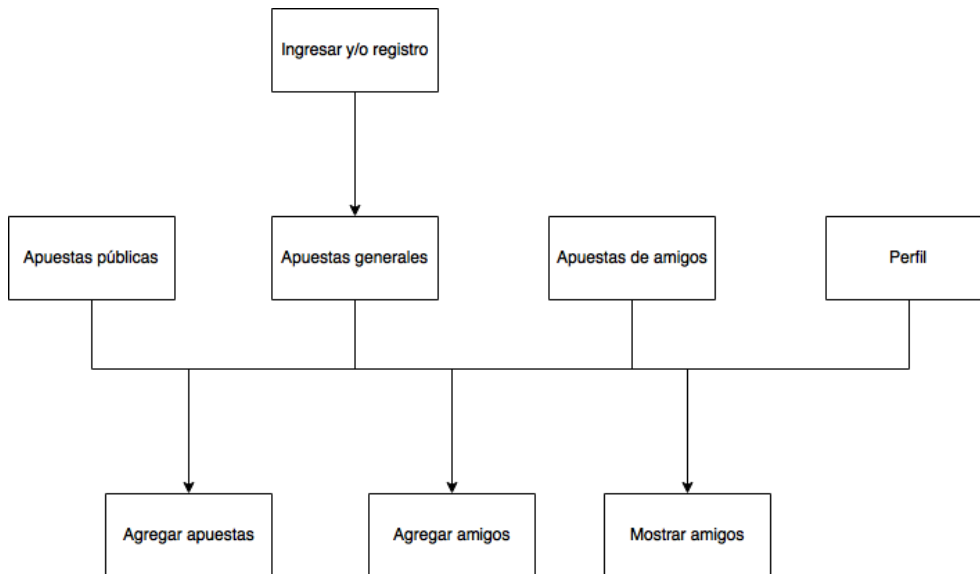 Ingresar y/o registro
Apuestas públicas
Apuestas generales
Apuestas de amigos
Perfil
Agregar apuestas
Agregar amigos
Mostrar amigos